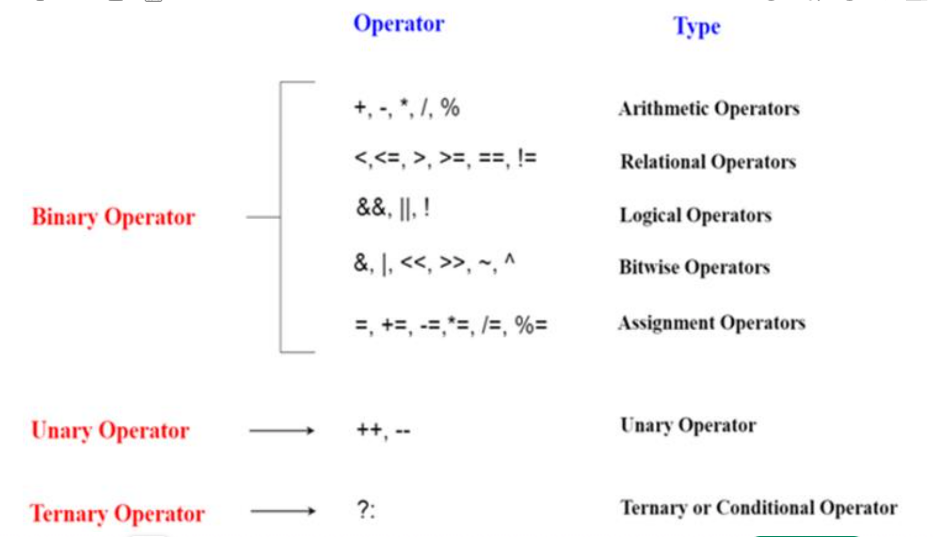 Operator Type
+, -, *, /, % Arithmetic Operators
<,<=, >, >=, ==, != Relational Operators
&&, ||, ! Logical Operators
Binary Operator
&, |, <<, >>, ~, ^ Bitwise Operators
=, +=, -=,*=, /=, %= Assignment Operators
Unary Operator ++, -- Unary Operator
Ternary Operator ?: Ternary or Conditional Operator